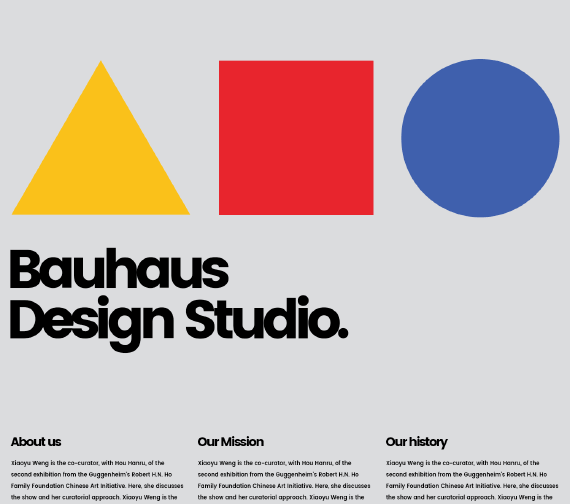 Bauhaus
Design Studio.
About us
Xiaoyu Weng is the co-curator, with Hou Hanru, of the
second exhibition from the Guggenheim's Robert H.N. Ho
Family Foundation Chinese Art Initiative. Here, she discusses
the show and her curatorial approach. Xiaoyu Weng is the
Our Mission
Xiaoyu Weng is the co-curator, with Hou Hanru, of the
second exhibition from the Guggenheim's Robert H.N. Ho
Family Foundation Chinese Art Initiative. Here, she discusses
the show and her curatorial approach. Xiaoyu Weng is the
Our history
Xiaoyu Weng is the co-curator, with Hou Hanru, of the
second exhibition from the Guggenheim's Robert H.N. Ho
Family Foundation Chinese Art Initiative. Here, she discusses
the show and her curatorial approach. Xiaoyu Weng is the